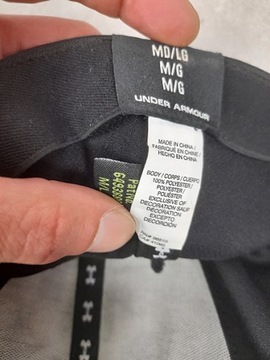 MD/LG
M/G
M/G
UNDER ARMOUR
MADE IN CHINA /
FABRIQUÉ EN CHINE /
HECHO EN CHINA
BODY / CORPS / CUERPO
100% POLYESTER /
POLYESTER /
POLIÉSTER
EXCLUSIVE OF
DECORATION SAUF
DÉCORATION
EXCEPTO
DECORACIÓN